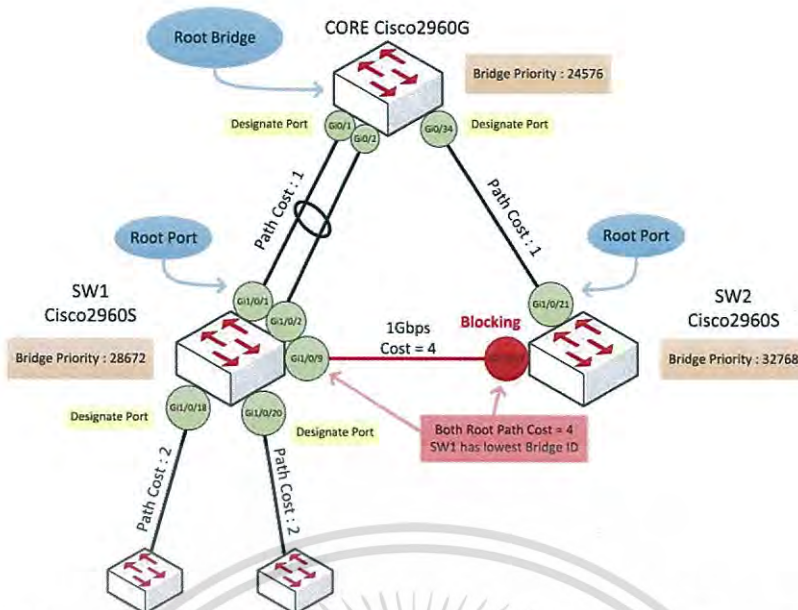 CORE Cisco2960G
Root Bridge
Bridge Priority : 24576
Designate Port
Gi0/1
Gi0/2
Gi0/34
Designate Port
Path Cost : 1
Path Cost : 1
Root Port
Root Port
SW1
Cisco2960S
Gi1/0/1
Gi1/0/2
Gi1/0/21
SW2
Cisco2960S
1Gbps
Cost = 4
Blocking
Bridge Priority : 28672
Gi1/0/9
Bridge Priority : 32768
Designate Port
Gi1/0/18
Gi1/0/20
Designate Port
Both Root Path Cost = 4
SW1 has lowest Bridge ID
Path Cost : 2
Path Cost : 2